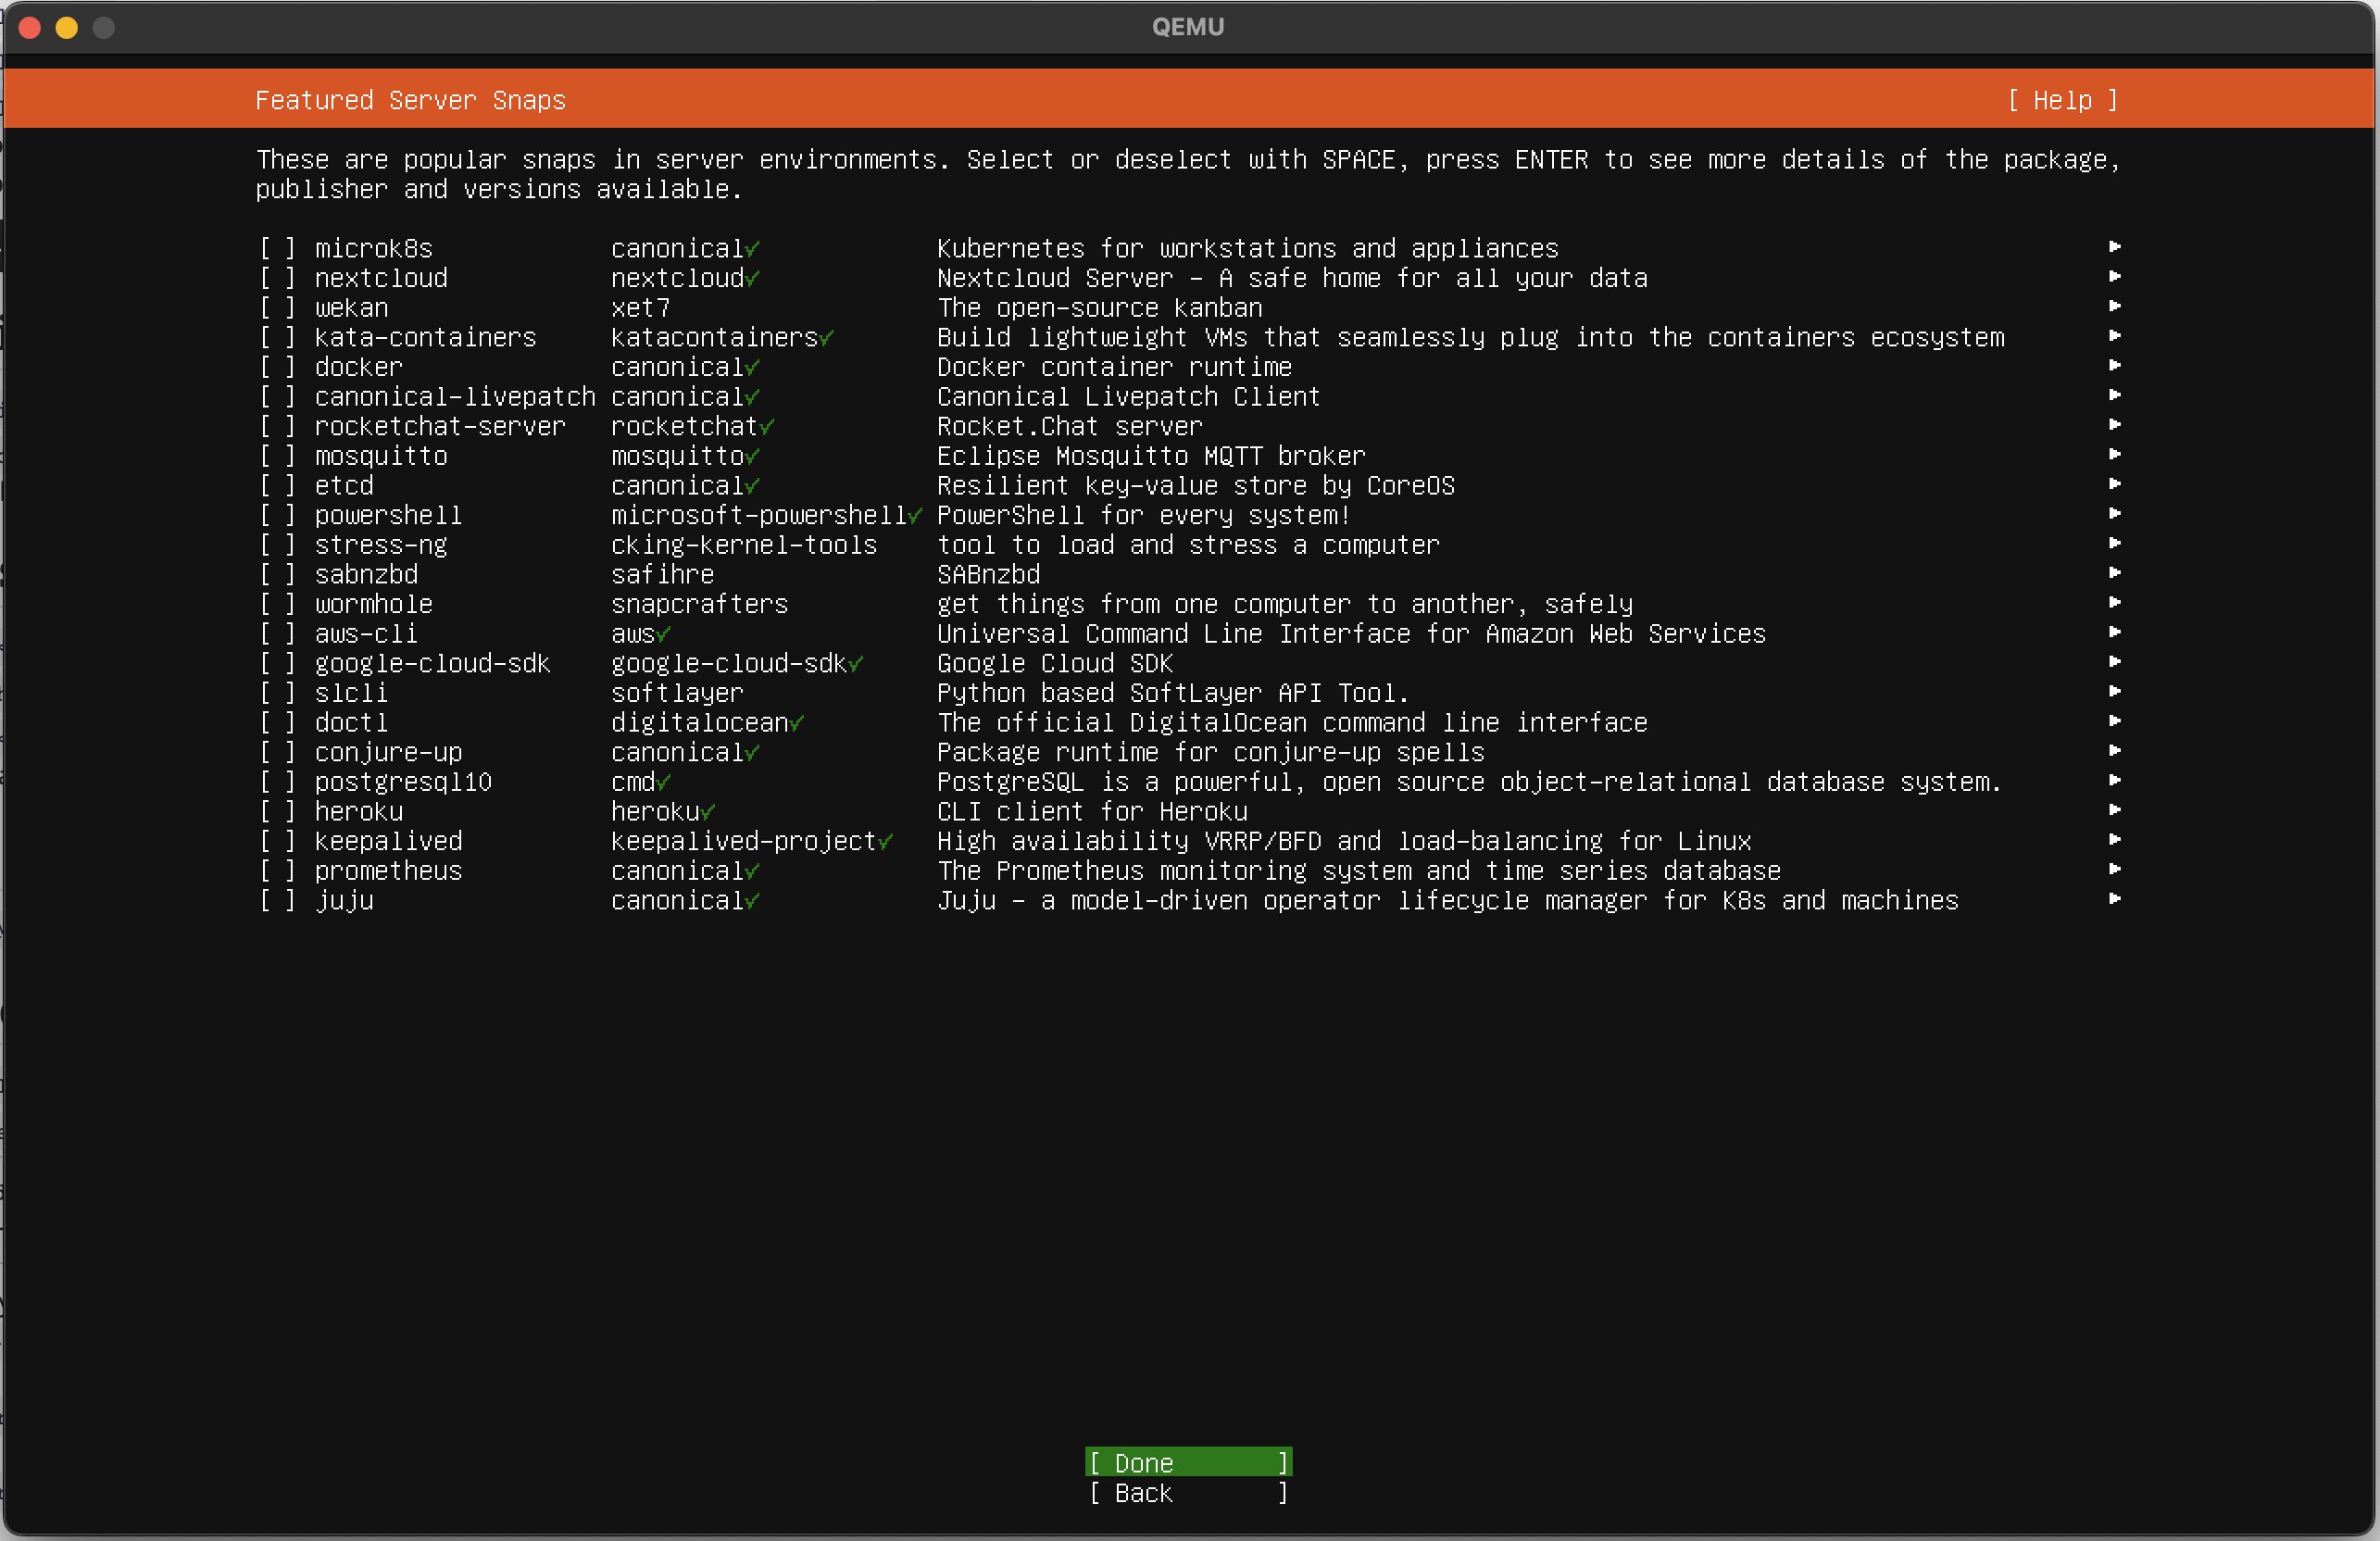 QEMU
Featured Server Snaps [ Help ]
These are popular snaps in server environments. Select or deselect with SPACE, press ENTER to see more details of the package,
publisher and versions available.
[ ] microk8s canonical✓ Kubernetes for workstations and appliances ►
[ ] nextcloud nextcloud✓ Nextcloud Server - A safe home for all your data ►
[ ] wekan xet7 The open-source kanban ►
[ ] kata-containers katacontainers✓ Build lightweight VMs that seamlessly plug into the containers ecosystem ►
[ ] docker canonical✓ Docker container runtime ►
[ ] canonical-livepatch canonical✓ Canonical Livepatch Client ►
[ ] rocketchat-server rocketchat✓ Rocket.Chat server ►
[ ] mosquitto mosquitto✓ Eclipse Mosquitto MQTT broker ►
[ ] etcd canonical✓ Resilient key-value store by CoreOS ►
[ ] powershell microsoft-powershell✓ PowerShell for every system! ►
[ ] stress-ng cking-kernel-tools tool to load and stress a computer ►
[ ] sabnzbd safihre SABnzbd ►
[ ] wormhole snapcrafters get things from one computer to another, safely ►
[ ] aws-cli aws✓ Universal Command Line Interface for Amazon Web Services ►
[ ] google-cloud-sdk google-cloud-sdk✓ Google Cloud SDK ►
[ ] slcli softlayer Python based SoftLayer API Tool. ►
[ ] doctl digitalocean✓ The official DigitalOcean command line interface ►
[ ] conjure-up canonical✓ Package runtime for conjure-up spells ►
[ ] postgresql10 cmd✓ PostgreSQL is a powerful, open source object-relational database system. ►
[ ] heroku heroku✓ CLI client for Heroku ►
[ ] keepalived keepalived-project✓ High availability VRRP/BFD and load-balancing for Linux ►
[ ] prometheus canonical✓ The Prometheus monitoring system and time series database ►
[ ] juju canonical✓ Juju - a model-driven operator lifecycle manager for K8s and machines ►
[ Done ]
[ Back ]